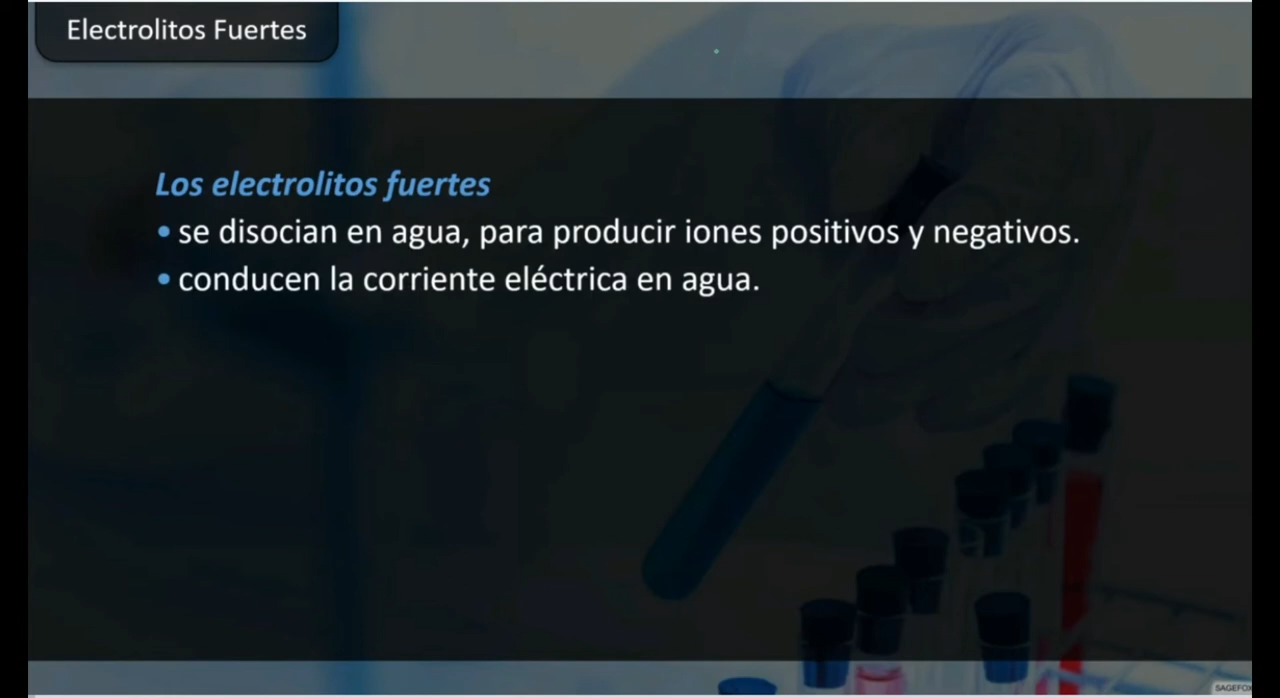 Electrolitos Fuertes
Los electrolitos fuertes
• se disocian en agua, para producir iones positivos y negativos.
• conducen la corriente eléctrica en agua.
SAGEFOX